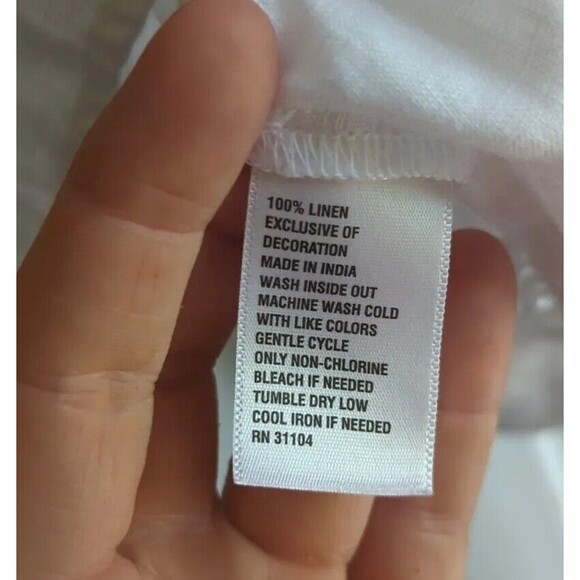 100% LINEN
EXCLUSIVE OF
DECORATION
MADE IN INDIA
WASH INSIDE OUT
MACHINE WASH COLD
WITH LIKE COLORS
GENTLE CYCLE
ONLY NON-CHLORINE
BLEACH IF NEEDED
TUMBLE DRY LOW
COOL IRON IF NEEDED
RN 31104